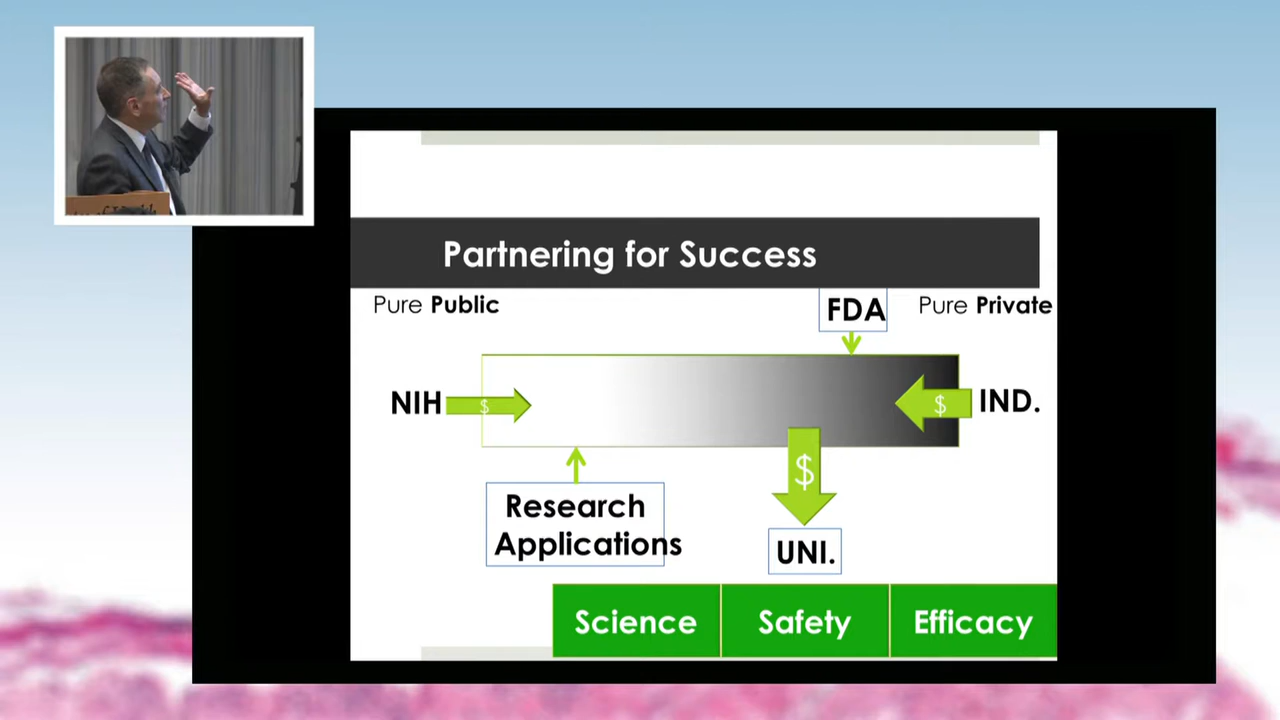 Partnering for Success
Pure Public
FDA
Pure Private
NIH
$
$
IND.
$
Research
Applications
UNI.
Science
Safety
Efficacy